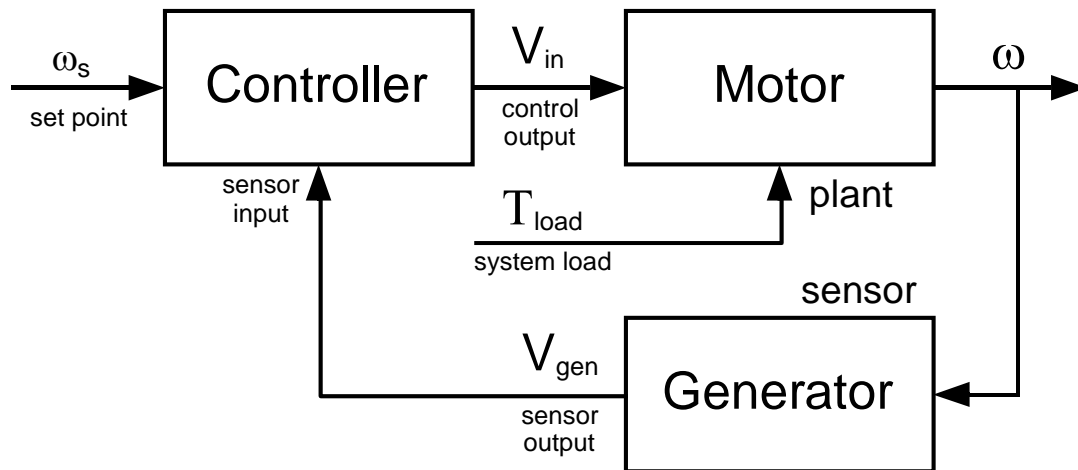 ωs
set point
Controller
Vin
control
output
Motor
ω
sensor
input
Tload
system load
plant
sensor
Vgen
sensor
output
Generator